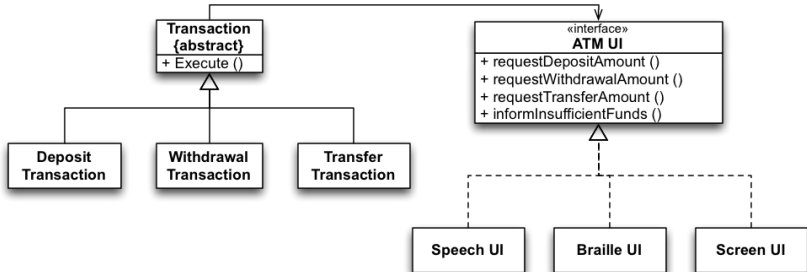 Transaction
{abstract}
+ Execute ()
«interface»
ATM UI
+ requestDepositAmount ()
+ requestWithdrawalAmount ()
+ requestTransferAmount ()
+ informInsufficientFunds ()
Deposit
Transaction
Withdrawal
Transaction
Transfer
Transaction
Speech UI
Braille UI
Screen UI